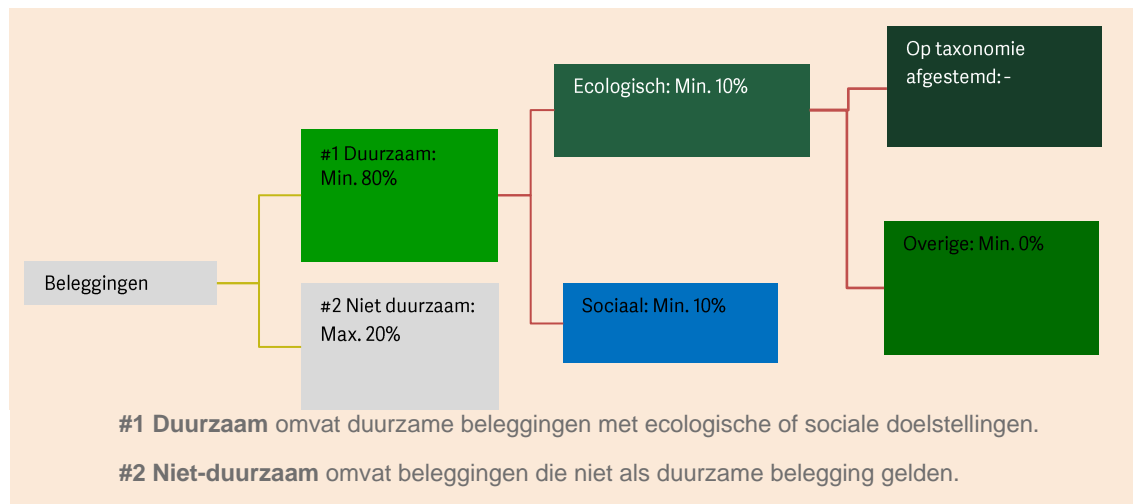 Beleggingen
#1 Duurzaam:
Min. 80%
#2 Niet duurzaam:
Max. 20%
Ecologisch: Min. 10%
Sociaal: Min. 10%
Op taxonomie
afgestemd: -
Overige: Min. 0%
#1 Duurzaam omvat duurzame beleggingen met ecologische of sociale doelstellingen.
#2 Niet-duurzaam omvat beleggingen die niet als duurzame belegging gelden.